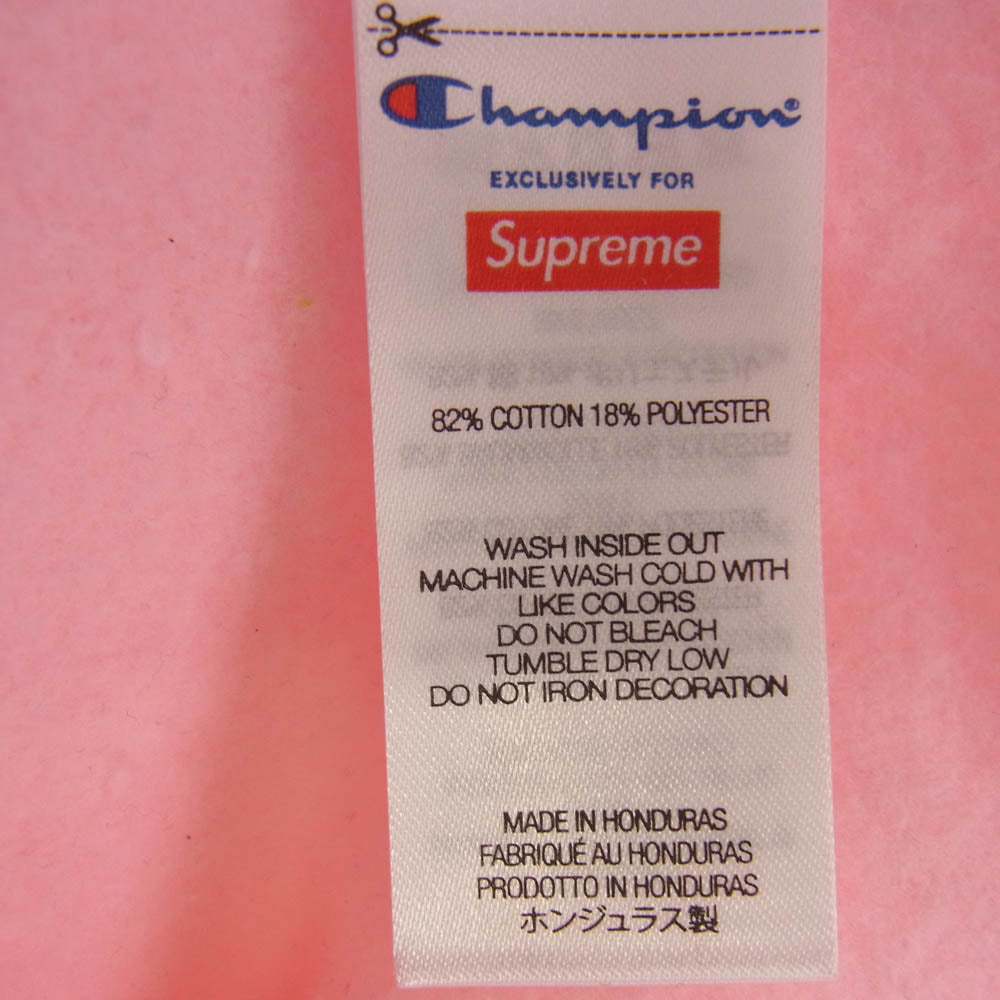 Champion®
EXCLUSIVELY FOR
Supreme
82% COTTON 18% POLYESTER
WASH INSIDE OUT
MACHINE WASH COLD WITH
LIKE COLORS
DO NOT BLEACH
TUMBLE DRY LOW
DO NOT IRON DECORATION
MADE IN HONDURAS
FABRIQUÉ AU HONDURAS
PRODOTTO IN HONDURAS
ホンジュラス製